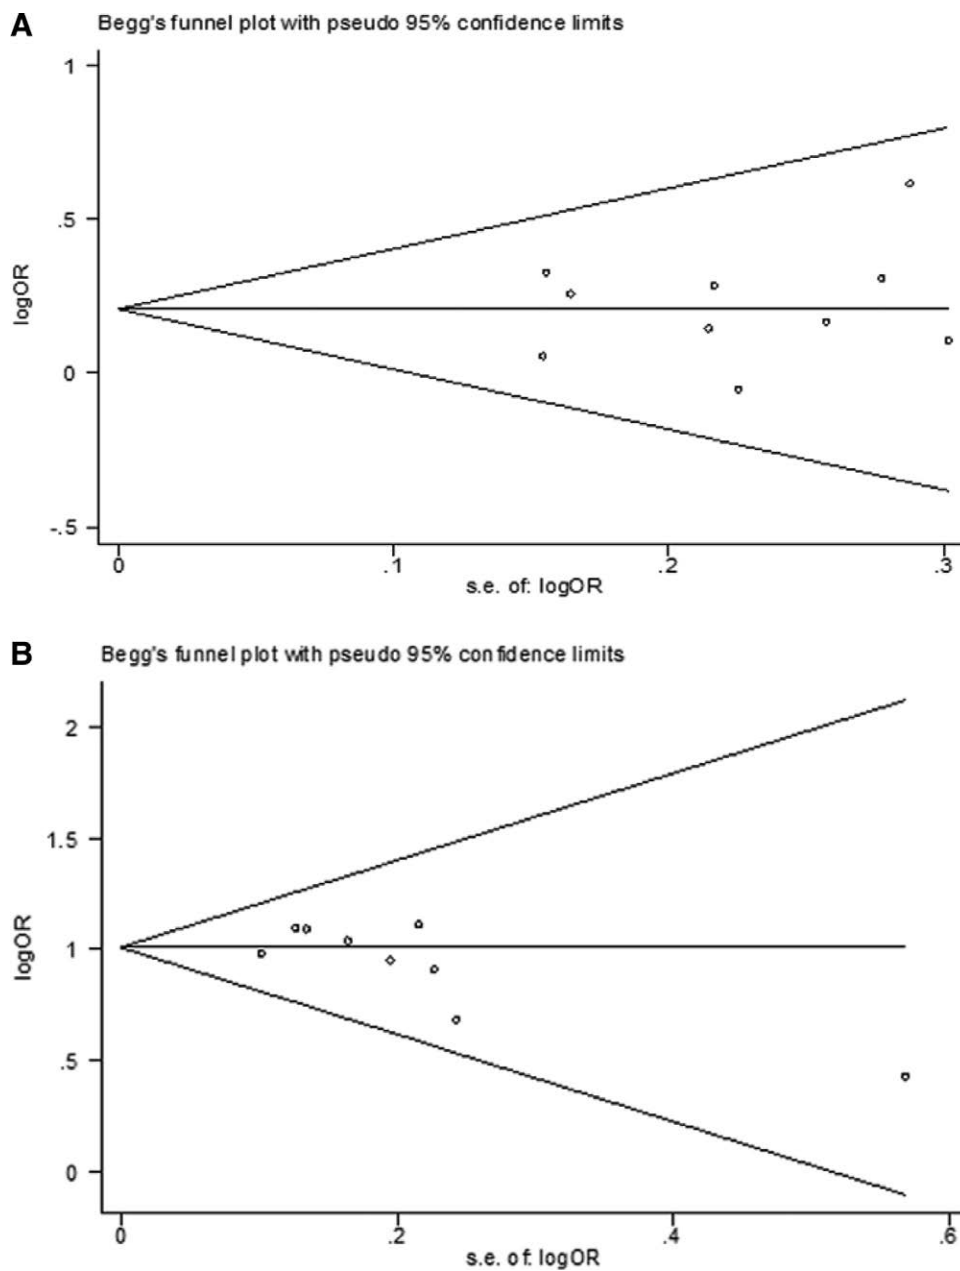 A
Begg's funnel plot with pseudo 95% confidence limits
1
.5
0
-.5
logOR
0 .1 .2 .3
s.e. of: logOR
B
Begg's funnel plot with pseudo 95% confidence limits
2
1.5
1
.5
0
logOR
0 .2 .4 .6
s.e. of: logOR